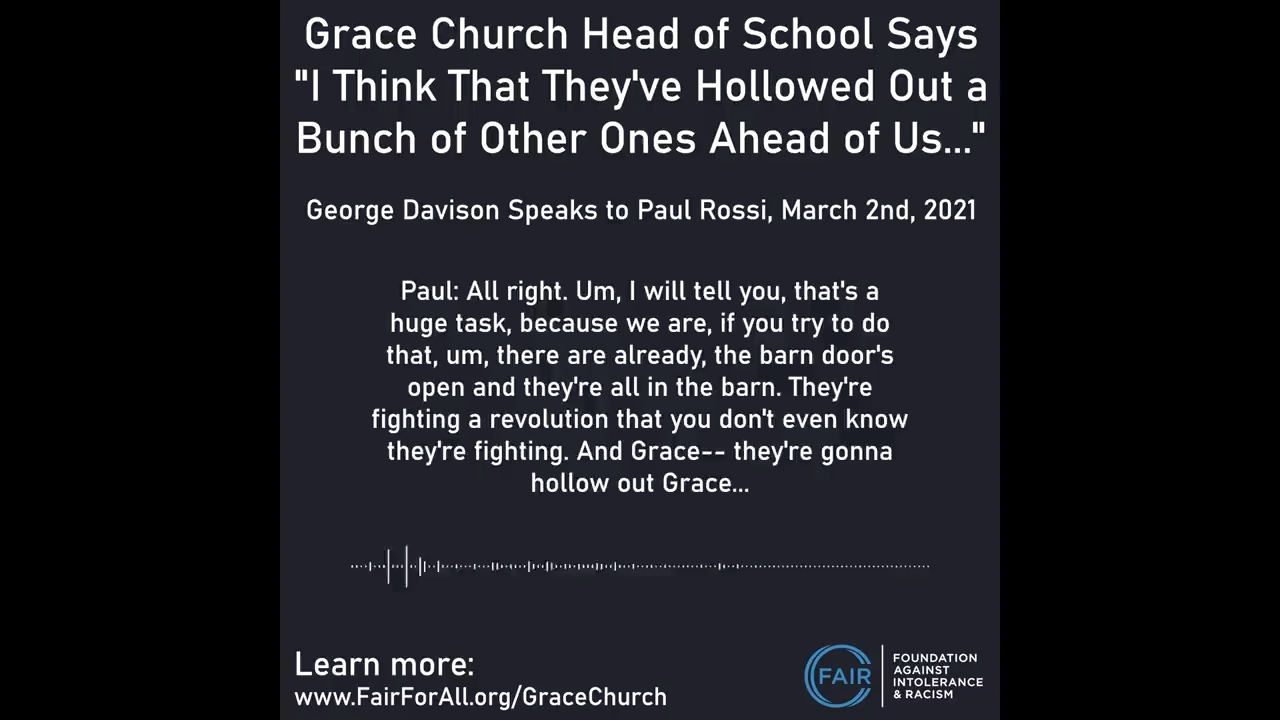 Grace Church Head of School Says
"I Think That They've Hollowed Out a
Bunch of Other Ones Ahead of Us..."
George Davison Speaks to Paul Rossi, March 2nd, 2021
Paul: All right. Um, I will tell you, that's a
huge task, because we are, if you try to do
that, um, there are already, the barn door's
open and they're all in the barn. They're
fighting a revolution that you don't even know
they're fighting. And Grace-- they're gonna
hollow out Grace...
Learn more:
www.FairForAll.org/GraceChurch
FAIR
FOUNDATION
AGAINST
INTOLERANCE
& RACISM